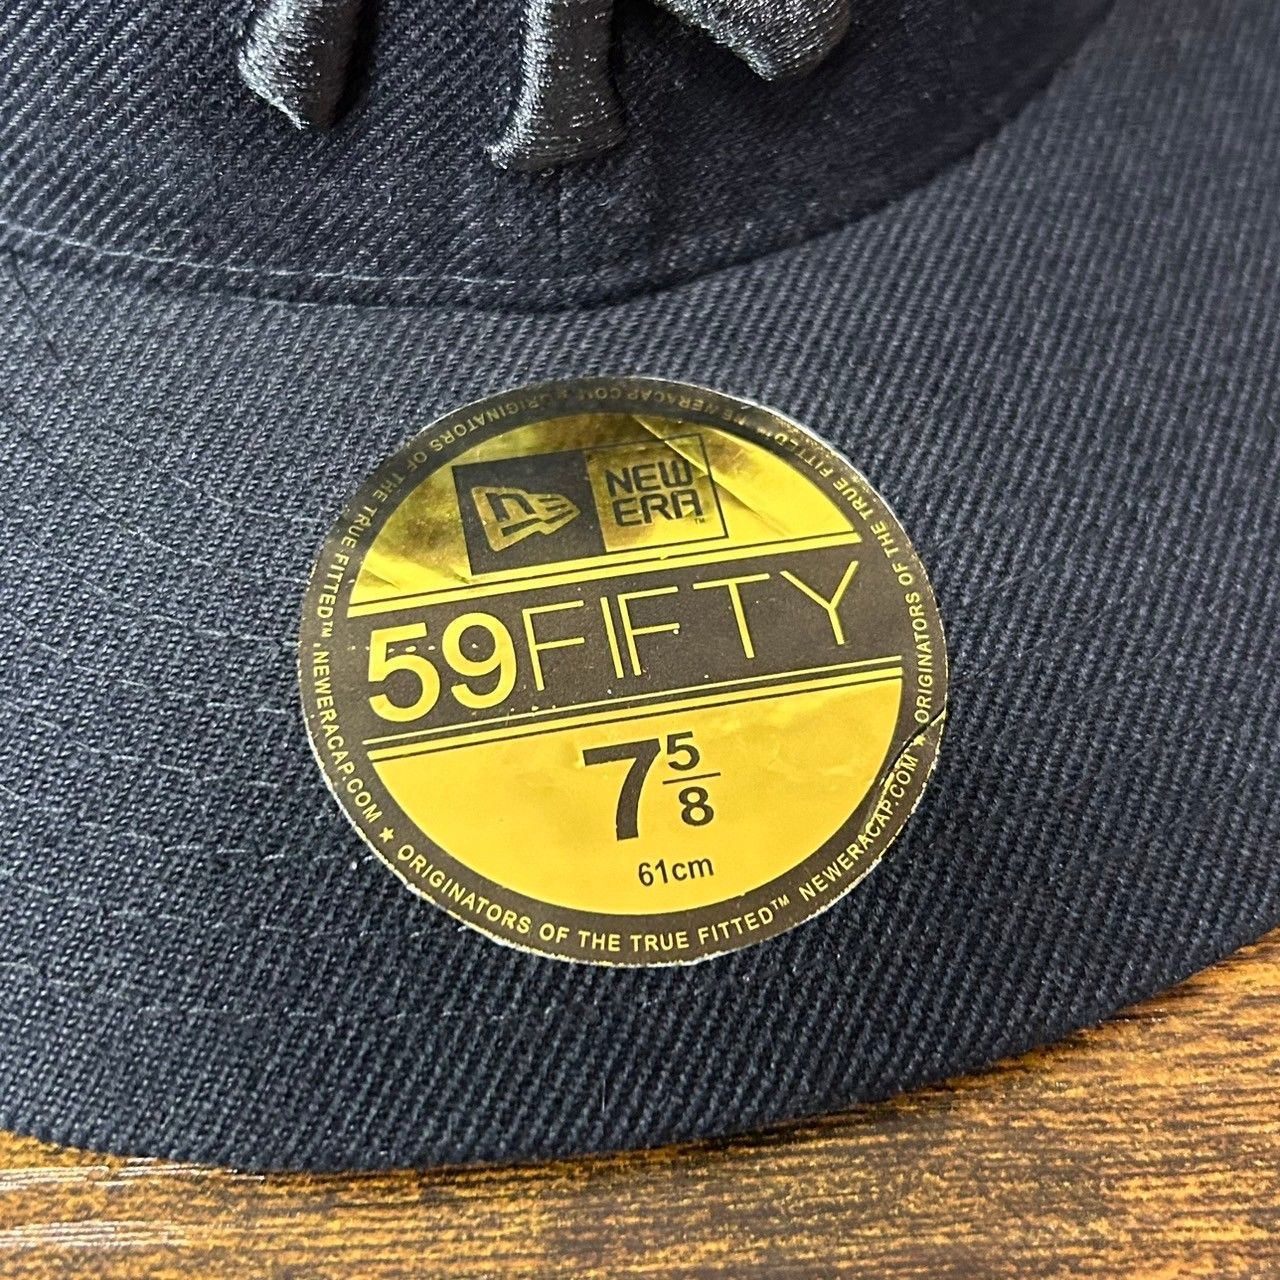 NEW
ERA™
59FIFTY
7 5/8
61cm
ORIGINATORS OF THE TRUE FITTED™ NEWERACAP.COM ★
ORIGINATORS OF THE TRUE FITTED™ NEWERACAP.COM ★
ORIGINATORS OF THE TRUE FITTED™ NEWERACAP.COM ★